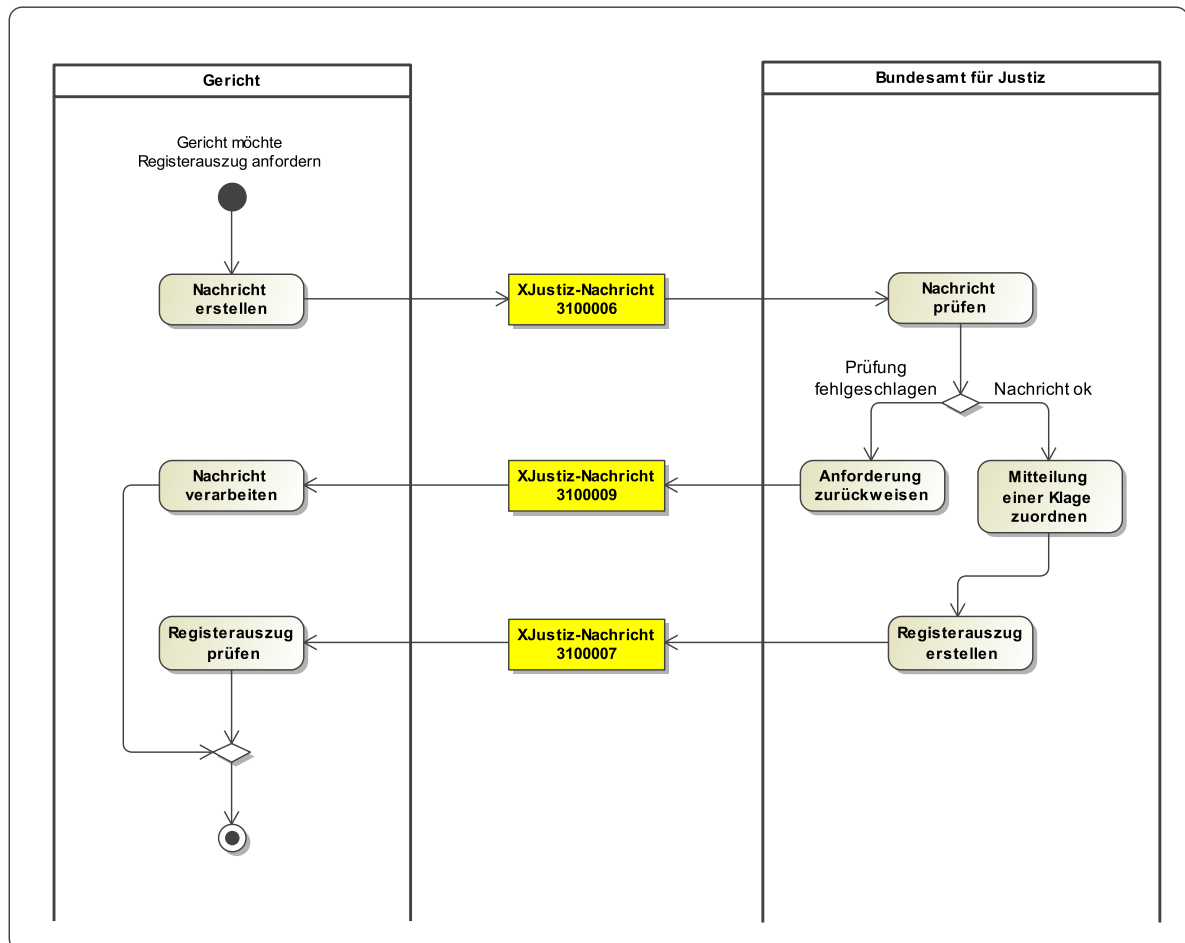 Gericht
Bundesamt für Justiz
Gericht möchte
Registerauszug anfordern
Nachricht
erstellen
XJustiz-Nachricht
3100006
Nachricht
prüfen
Prüfung
fehlgeschlagen
Nachricht ok
Nachricht
verarbeiten
XJustiz-Nachricht
3100009
Anforderung
zurückweisen
Mitteilung
einer Klage
zuordnen
Registerauszug
prüfen
XJustiz-Nachricht
3100007
Registerauszug
erstellen